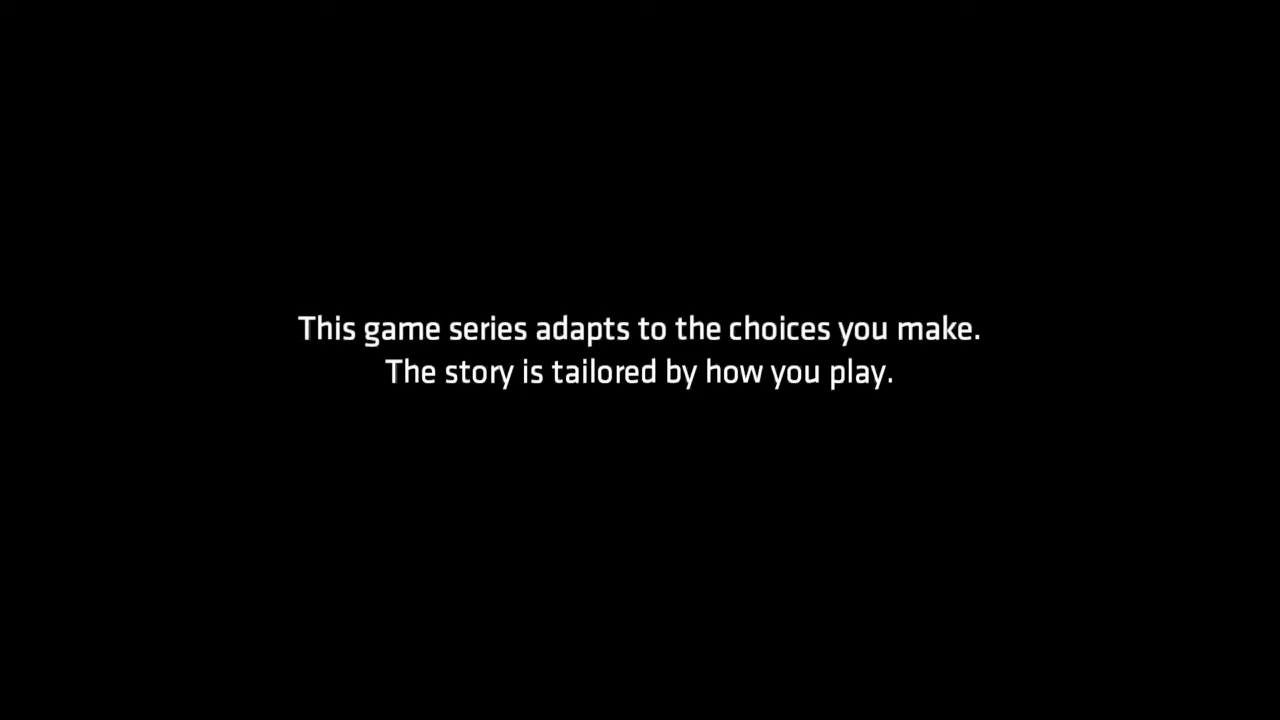 This game series adapts to the choices you make.
The story is tailored by how you play.